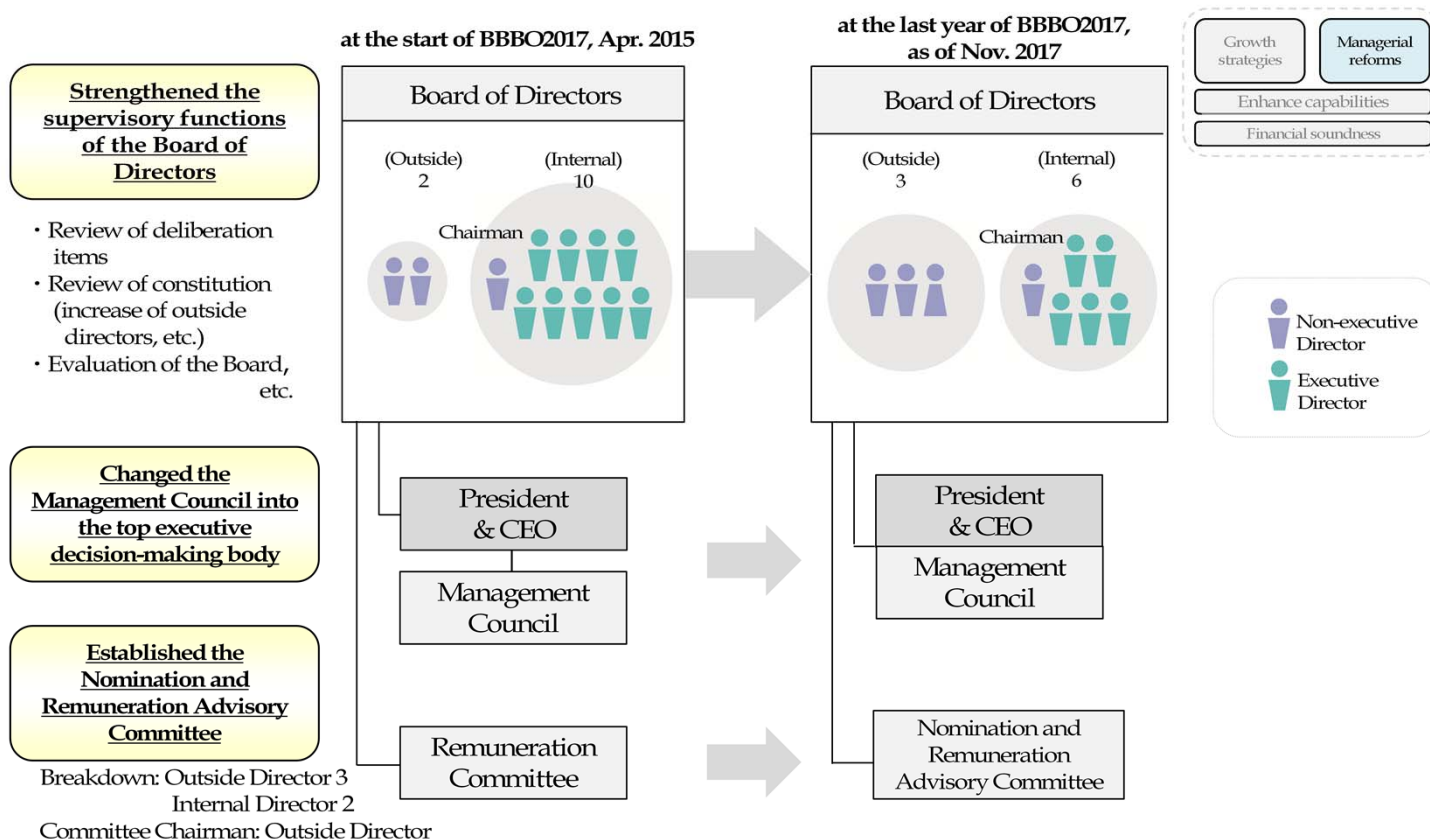 at the start of BBBO2017, Apr. 2015
at the last year of BBBO2017,
as of Nov. 2017
Growth
strategies
Managerial
reforms
Enhance capabilities
Financial soundness
Strengthened the
supervisory functions
of the Board of
Directors
・Review of deliberation
items
・Review of constitution
(increase of outside
directors, etc.)
・Evaluation of the Board,
etc.
Board of Directors
(Outside)
2
(Internal)
10
Chairman
Board of Directors
(Outside)
3
(Internal)
6
Chairman
Non-executive
Director
Executive
Director
Changed the
Management Council into
the top executive
decision-making body
President
& CEO
Management
Council
President
& CEO
Management
Council
Established the
Nomination and
Remuneration Advisory
Committee
Breakdown: Outside Director 3
Internal Director 2
Committee Chairman: Outside Director
Remuneration
Committee
Nomination and
Remuneration
Advisory Committee